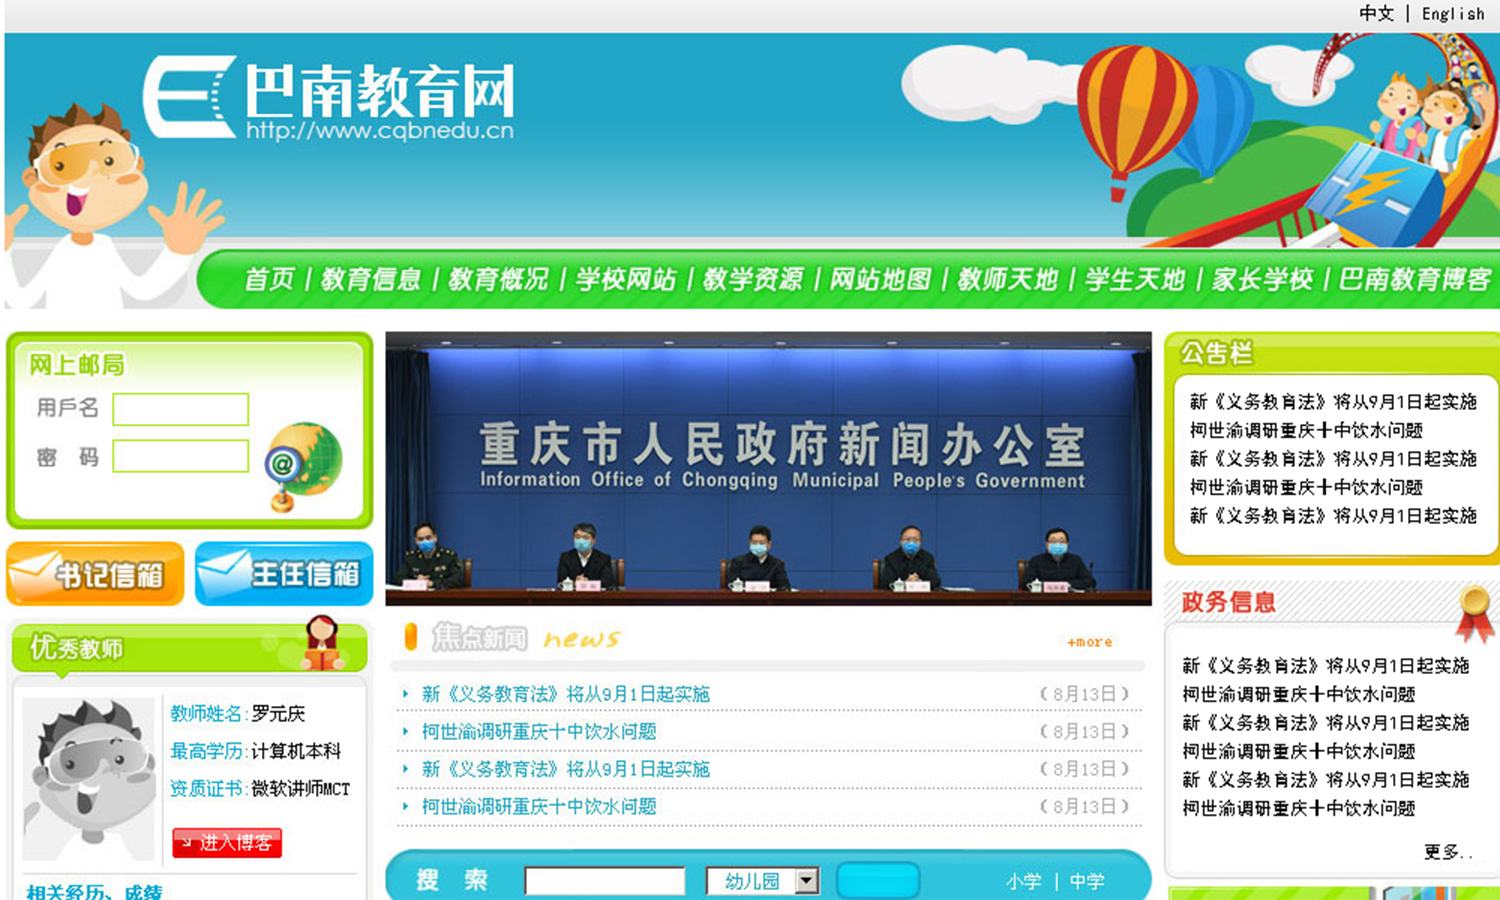 中文 | English
巴南教育网
http://www.cqbnedu.cn
首页 | 教育信息 | 教育概况 | 学校网站 | 教学资源 | 网站地图 | 教师天地 | 学生天地 | 家长学校 | 巴南教育博客
网上邮局
用戶名
密 码
@
书记信箱
主任信箱
优秀教师
教师姓名:罗元庆
最高学历:计算机本科
资质证书:微软讲师MCT
进入博客
相关经历、成绩
重庆市人民政府新闻办公室
Information Office of Chongqing Municipal People's Government
焦点新闻 news
+more
新《义务教育法》将从9月1日起实施 (8月13日)
柯世渝调研重庆十中饮水问题 (8月13日)
新《义务教育法》将从9月1日起实施 (8月13日)
柯世渝调研重庆十中饮水问题 (8月13日)
搜 索
幼儿园
小学 | 中学
公告栏
新《义务教育法》将从9月1日起实施
柯世渝调研重庆十中饮水问题
新《义务教育法》将从9月1日起实施
柯世渝调研重庆十中饮水问题
新《义务教育法》将从9月1日起实施
政务信息
新《义务教育法》将从9月1日起实施
柯世渝调研重庆十中饮水问题
新《义务教育法》将从9月1日起实施
柯世渝调研重庆十中饮水问题
新《义务教育法》将从9月1日起实施
柯世渝调研重庆十中饮水问题
更多..